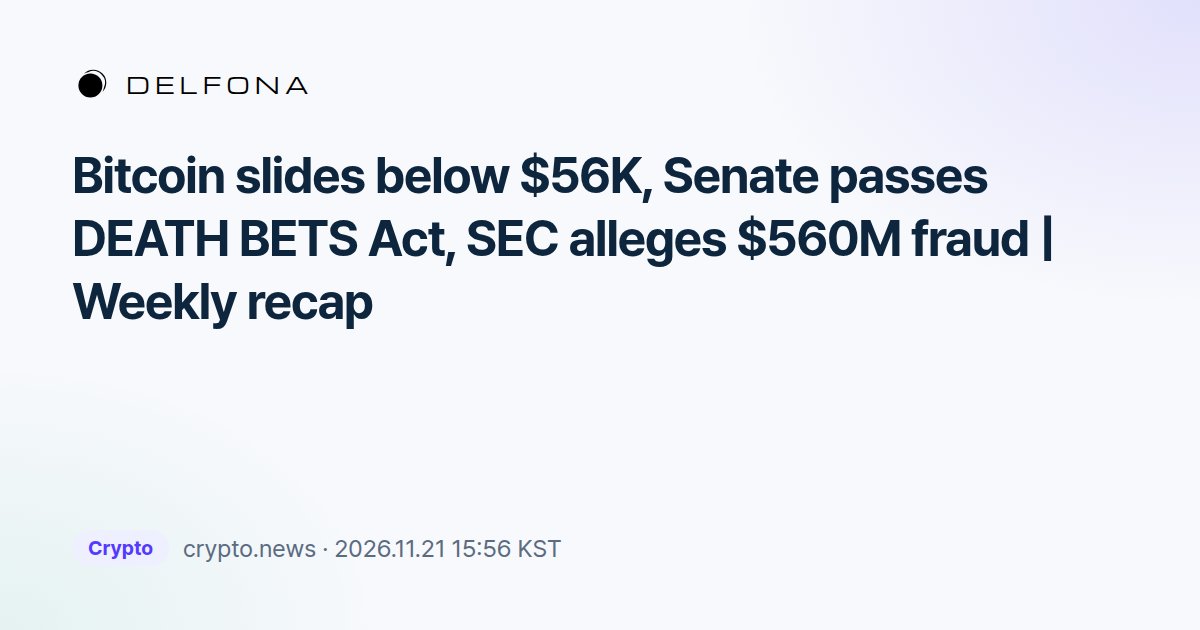 DELFONA
Bitcoin slides below $56K, Senate passes
DEATH BETS Act, SEC alleges $560M fraud |
Weekly recap
Crypto crypto.news · 2026.11.21 15:56 KST